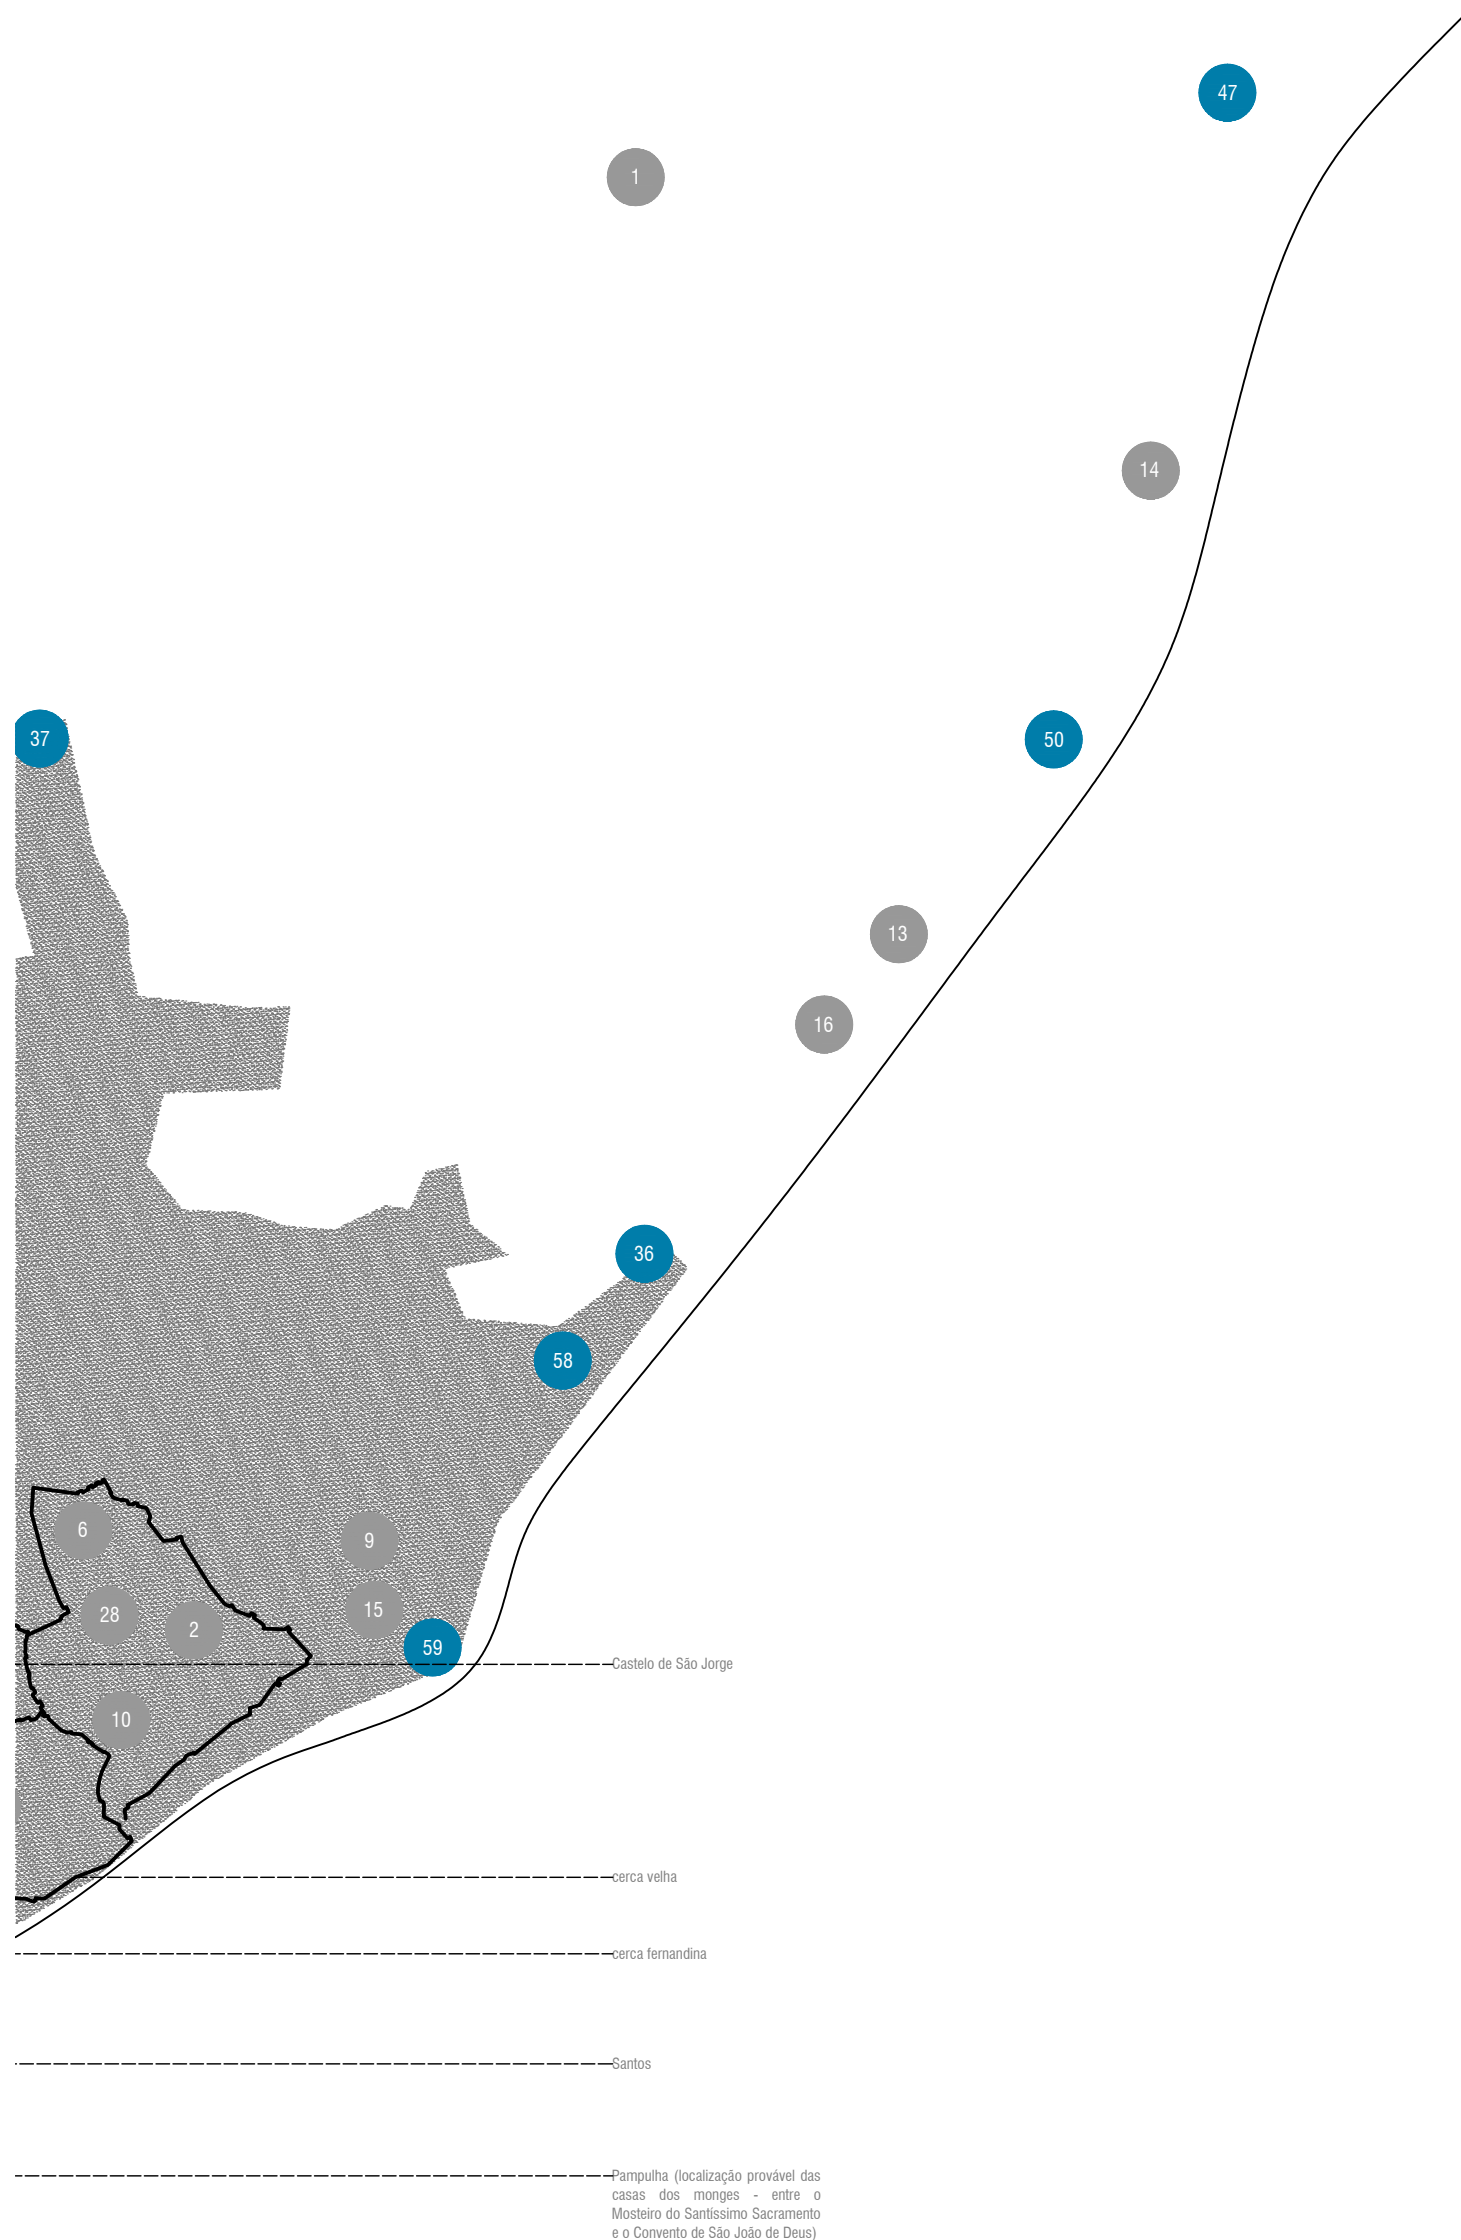 47
1
14
37
50
13
16
36
58
6
9
28
15
2
59
Castelo de São Jorge
10
cerca velha
cerca fernandina
Santos
Pampulha (localização provável das
casas dos monges - entre o
Mosteiro do Santíssimo Sacramento
e o Convento de São João de Deus)